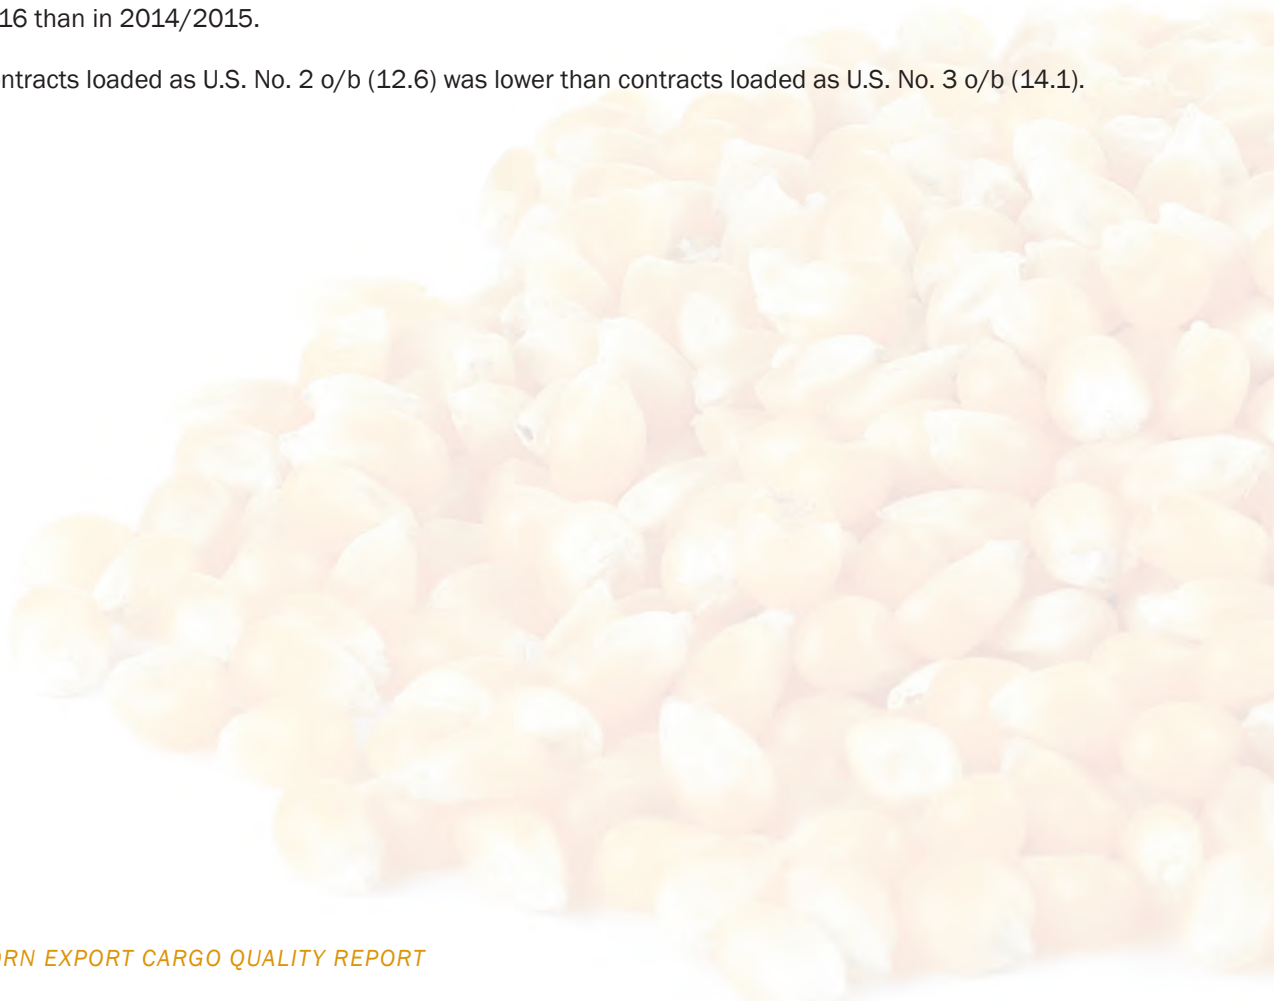 16 than in 2014/2015.
ntracts loaded as U.S. No. 2 o/b (12.6) was lower than contracts loaded as U.S. No. 3 o/b (14.1).
RN EXPORT CARGO QUALITY REPORT